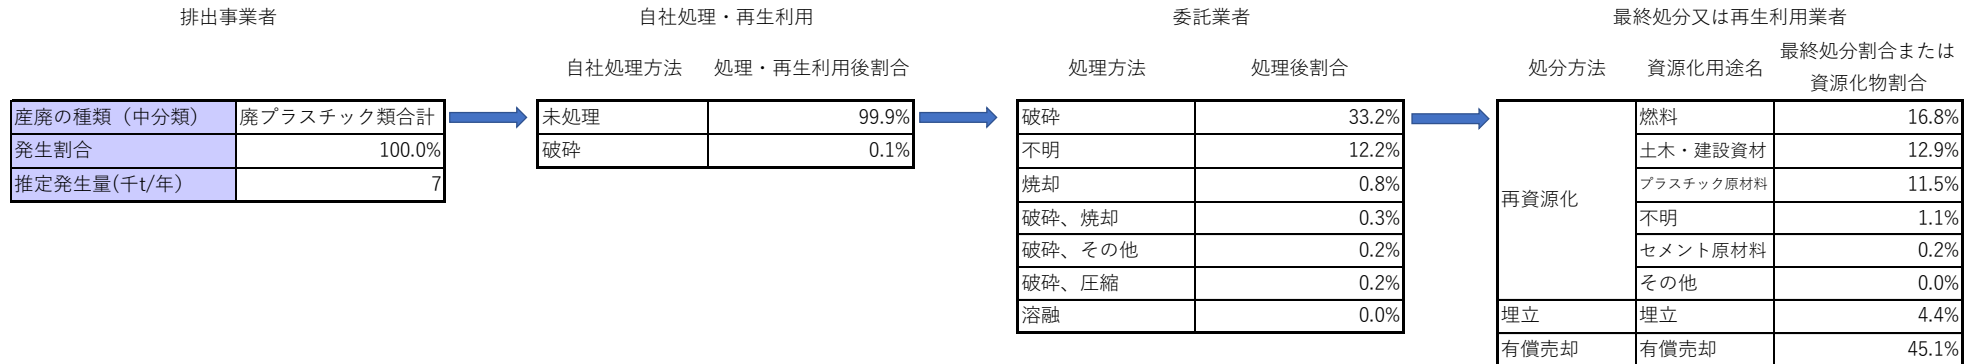 排出事業者
自社処理・再生利用
委託業者
最終処分又は再生利用業者
自社処理方法 処理・再生利用後割合
処理方法 処理後割合
処分方法 資源化用途名 最終処分割合または
資源化物割合
産廃の種類（中分類） 廃プラスチック類合計
発生割合 100.0%
推定発生量(千t/年） 7
未処理 99.9%
破砕 0.1%
破砕 33.2%
不明 12.2%
焼却 0.8%
破砕、焼却 0.3%
破砕、その他 0.2%
破砕、圧縮 0.2%
溶融 0.0%
再資源化
燃料 16.8%
土木・建設資材 12.9%
プラスチック原材料 11.5%
不明 1.1%
セメント原材料 0.2%
その他 0.0%
埋立 埋立 4.4%
有償売却 有償売却 45.1%